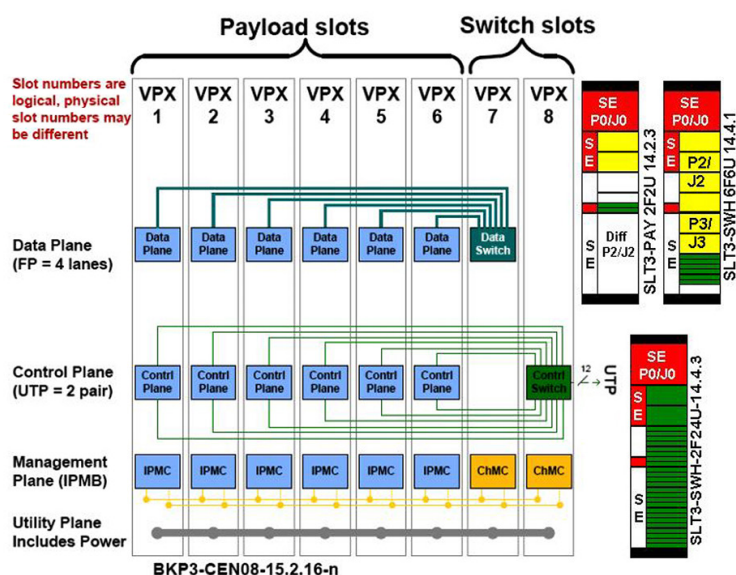 Payload slots
Switch slots
Slot numbers are
logical, physical
slot numbers may
be different
VPX
1
VPX
2
VPX
3
VPX
4
VPX
5
VPX
6
VPX
7
VPX
8
Data Plane
(FP = 4 lanes)
Data
Plane
Data
Plane
Data
Plane
Data
Plane
Data
Plane
Data
Plane
Data
Switch
Control Plane
(UTP = 2 pair)
Contrl
Plane
Contrl
Plane
Contrl
Plane
Contrl
Plane
Contrl
Plane
Contrl
Plane
Contrl
Switch
12
UTP
Management
Plane (IPMB)
IPMC
IPMC
IPMC
IPMC
IPMC
IPMC
ChMC
ChMC
Utility Plane
Includes Power
BKP3-CEN08-15.2.16-n
SE
P0/J0
S
E
S
E
Diff
P2/J2
SLT3-PAY 2F2U 14.2.3
SE
P0/J0
S
E
P2/
J2
S
E
P3/
J3
SLT3-SWH 6F6U 14.4.1
SE
P0/J0
S
E
S
E
SLT3-SWH-2F24U-14.4.3